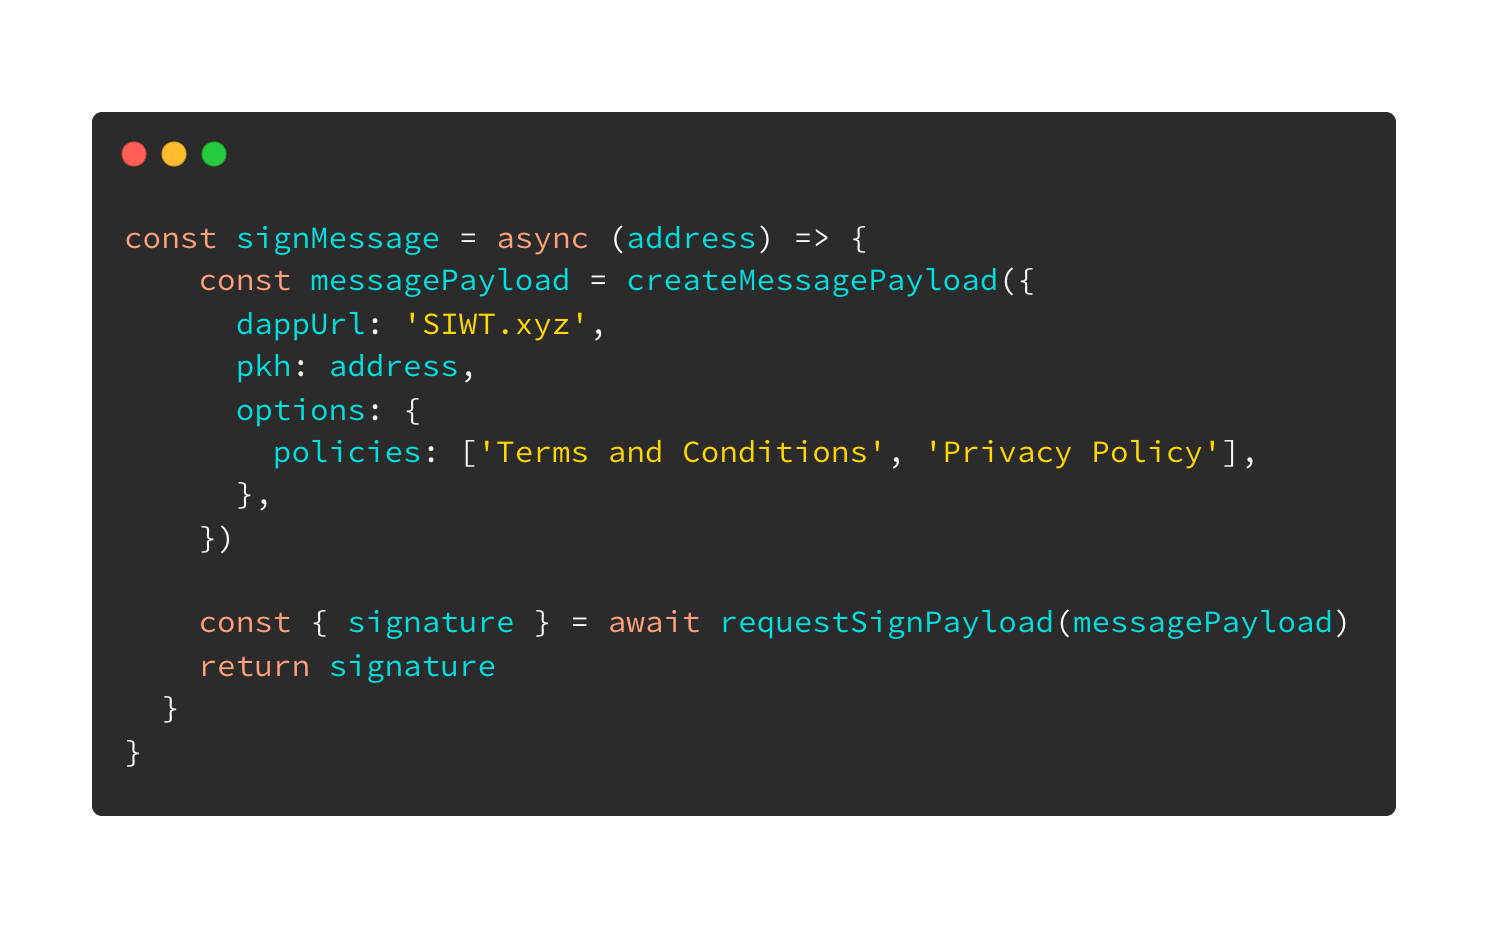 const signMessage = async (address) => {
    const messagePayload = createMessagePayload({
      dappUrl: 'SIWT.xyz',
      pkh: address,
      options: {
        policies: ['Terms and Conditions', 'Privacy Policy'],
      },
    })

    const { signature } = await requestSignPayload(messagePayload)
    return signature
  }
}